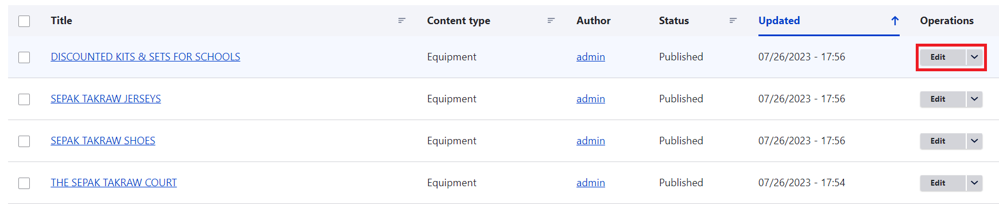 Title Content type Author Status Updated Operations
DISCOUNTED KITS & SETS FOR SCHOOLS Equipment admin Published 07/26/2023 - 17:56 Edit
SEPAK TAKRAW JERSEYS Equipment admin Published 07/26/2023 - 17:56 Edit
SEPAK TAKRAW SHOES Equipment admin Published 07/26/2023 - 17:56 Edit
THE SEPAK TAKRAW COURT Equipment admin Published 07/26/2023 - 17:54 Edit